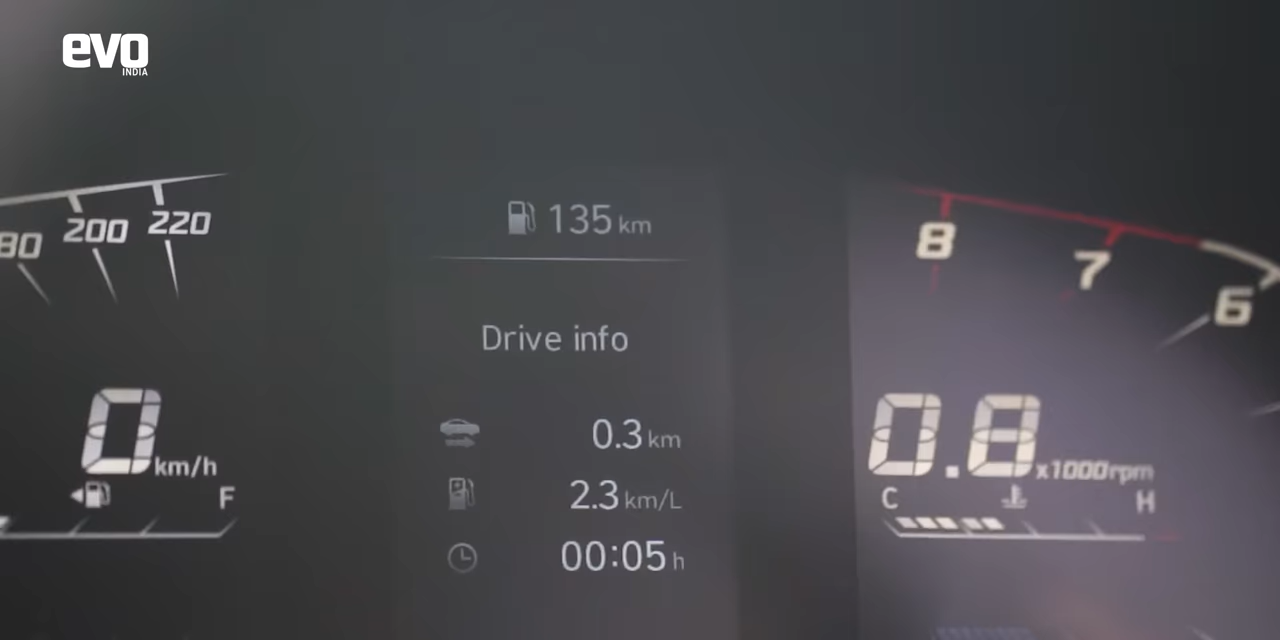 evo
INDIA
135 km
80 200 220
8
7
6
Drive info
0 km/h
F
0.3 km
2.3 km/L
00:05 h
0.8 x1000rpm
C H